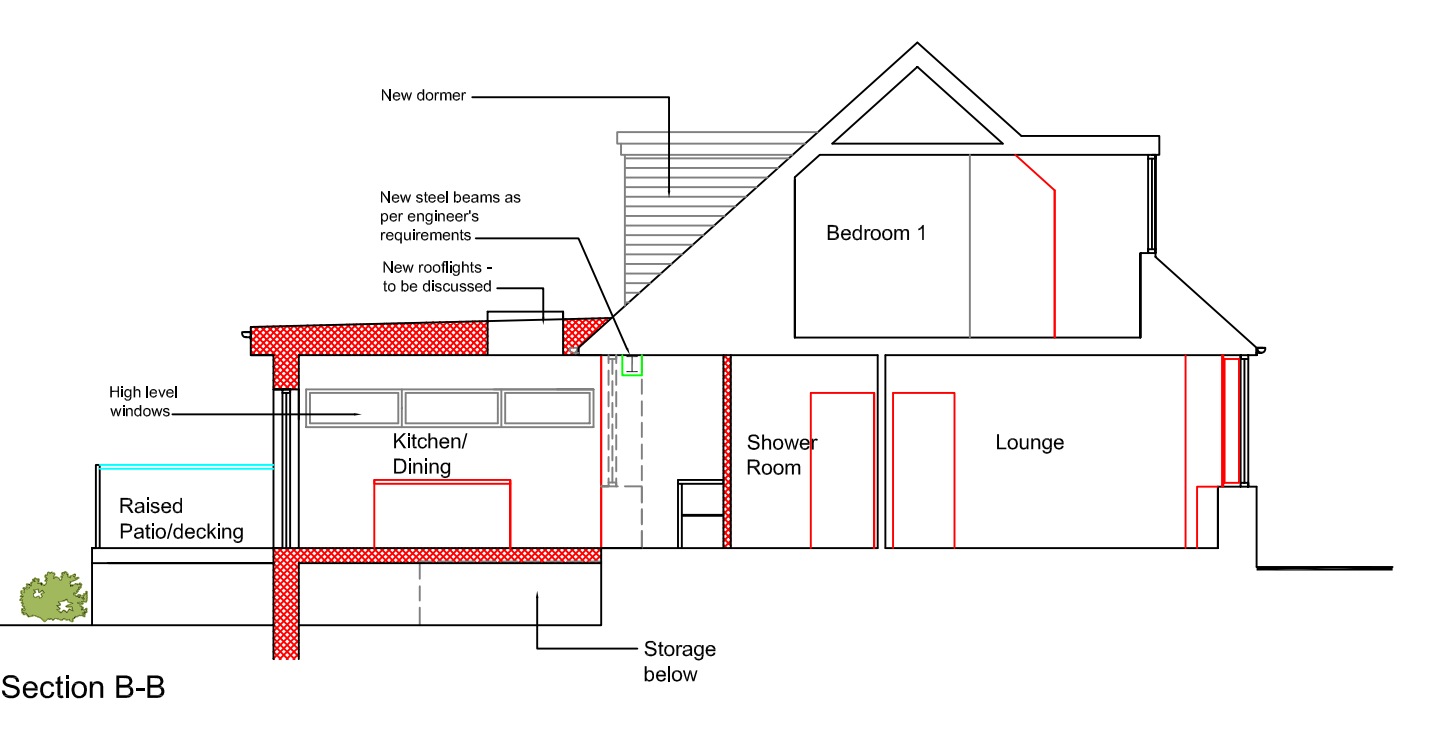 New dormer
New steel beams as
per engineer's
requirements
New rooflights -
to be discussed
Bedroom 1
High level
windows
Kitchen/
Dining
Shower
Room
Lounge
Raised
Patio/decking
Storage
below
Section B-B